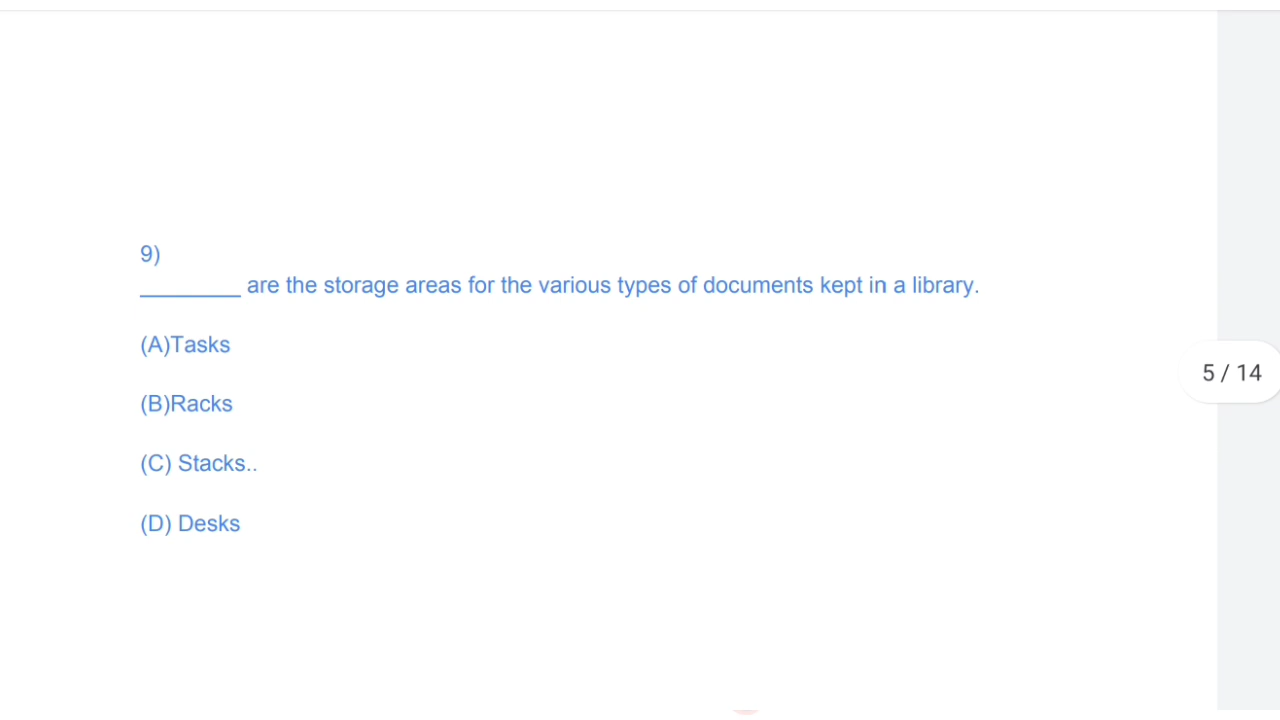 9)
_________ are the storage areas for the various types of documents kept in a library.
(A)Tasks
(B)Racks
5 / 14
(C) Stacks..
(D) Desks